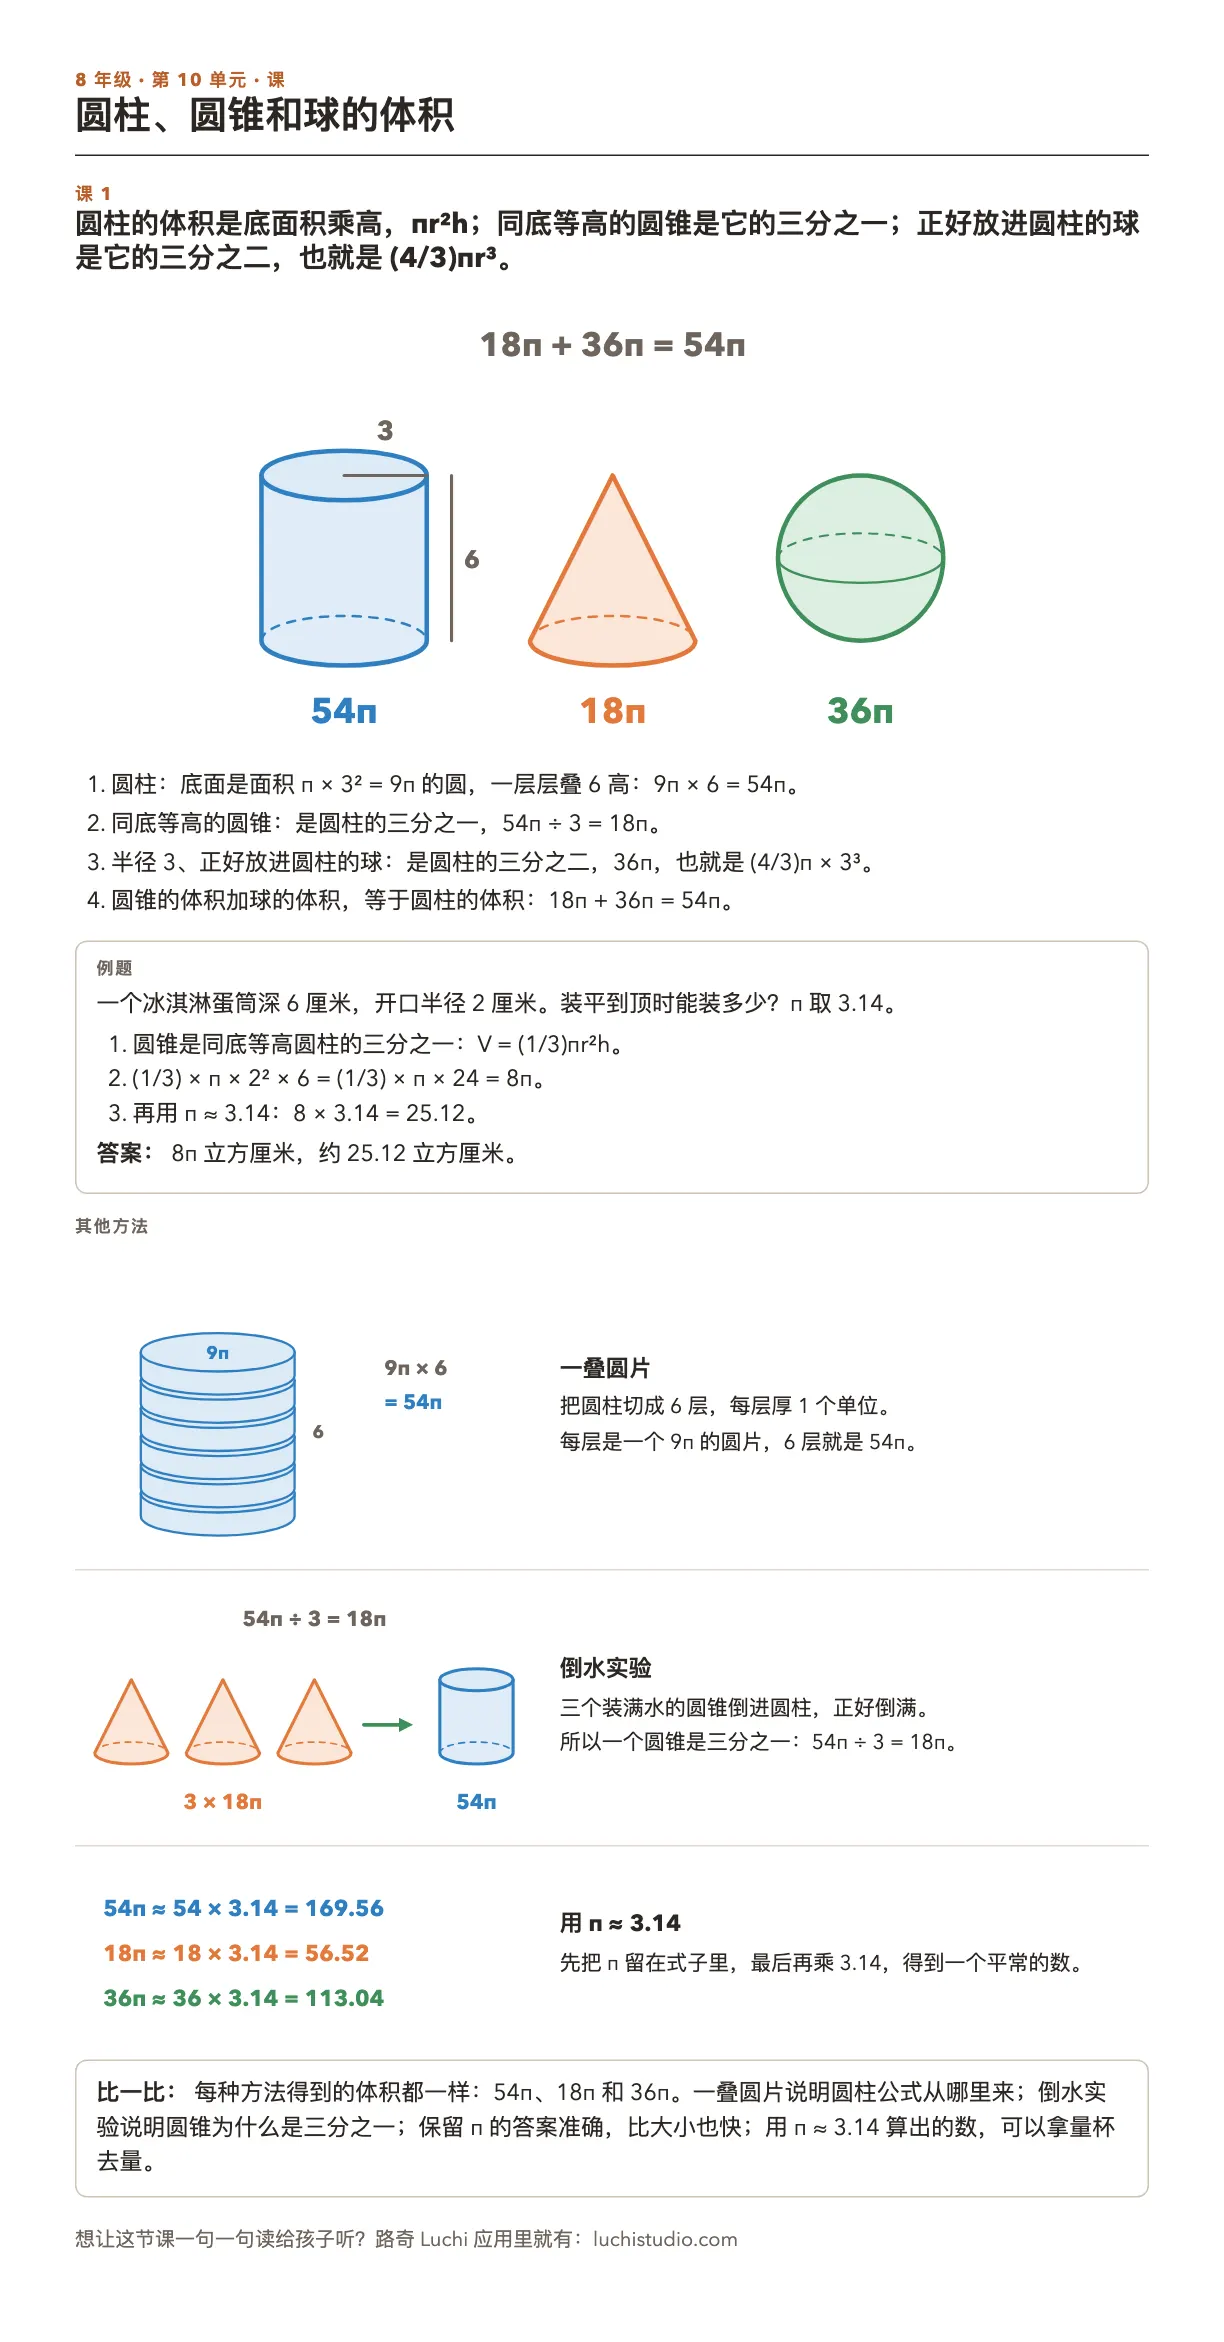 8 年级 · 第 10 单元 · 课
圆柱、圆锥和球的体积
课 1
圆柱的体积是底面积乘高，πr²h；同底等高的圆锥是它的三分之一；正好放进圆柱的球
是它的三分之二，也就是 (4/3)πr³。
18π + 36π = 54π
3
6
54π
18π
36π
1. 圆柱：底面是面积 π × 3² = 9π 的圆，一层层叠 6 高：9π × 6 = 54π。
2. 同底等高的圆锥：是圆柱的三分之一，54π ÷ 3 = 18π。
3. 半径 3、正好放进圆柱的球：是圆柱的三分之二，36π，也就是 (4/3)π × 3³。
4. 圆锥的体积加球的体积，等于圆柱的体积：18π + 36π = 54π。
例题
一个冰淇淋蛋筒深 6 厘米，开口半径 2 厘米。装平到顶时能装多少？π 取 3.14。
1. 圆锥是同底等高圆柱的三分之一：V = (1/3)πr²h。
2. (1/3) × π × 2² × 6 = (1/3) × π × 24 = 8π。
3. 再用 π ≈ 3.14：8 × 3.14 = 25.12。
答案： 8π 立方厘米，约 25.12 立方厘米。
其他方法
9π
6
9π × 6
= 54π
一叠圆片
把圆柱切成 6 层，每层厚 1 个单位。
每层是一个 9π 的圆片，6 层就是 54π。
54π ÷ 3 = 18π
3 × 18π
54π
倒水实验
三个装满水的圆锥倒进圆柱，正好倒满。
所以一个圆锥是三分之一：54π ÷ 3 = 18π。
54π ≈ 54 × 3.14 = 169.56
18π ≈ 18 × 3.14 = 56.52
36π ≈ 36 × 3.14 = 113.04
用 π ≈ 3.14
先把 π 留在式子里，最后再乘 3.14，得到一个平常的数。
比一比： 每种方法得到的体积都一样：54π、18π 和 36π。一叠圆片说明圆柱公式从哪里来；倒水实
验说明圆锥为什么是三分之一；保留 π 的答案准确，比大小也快；用 π ≈ 3.14 算出的数，可以拿量杯
去量。
想让这节课一句一句读给孩子听？路奇 Luchi 应用里就有：luchistudio.com